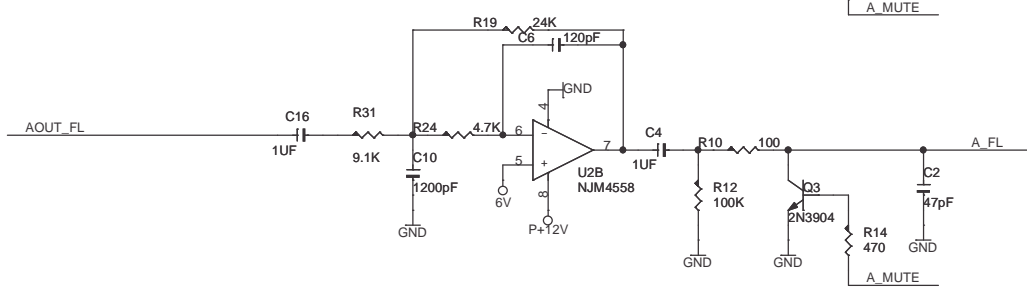 A_MUTE
R19 24K
C6 120pF
GND
4
C16
R31
AOUT_FL
R24 4.7K
6
7
C4
R10 100
A_FL
1UF
9.1K
C10
1200pF
5
U2B
NJM4558
1UF
8
6V
P+12V
GND
R12
100K
Q3
2N3904
C2
47pF
R14
470
GND
GND
GND
A_MUTE